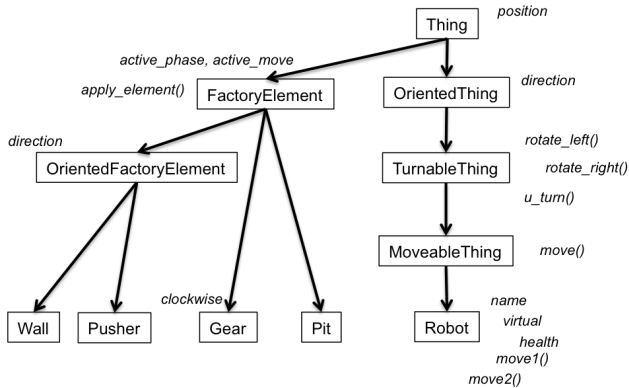 Thing
position
active_phase, active_move
apply_element()
FactoryElement
OrientedThing
direction
direction
OrientedFactoryElement
TurnableThing
rotate_left()
rotate_right()
u_turn()
MoveableThing
move()
clockwise
Wall
Pusher
Gear
Pit
Robot
name
virtual
health
move1()
move2()